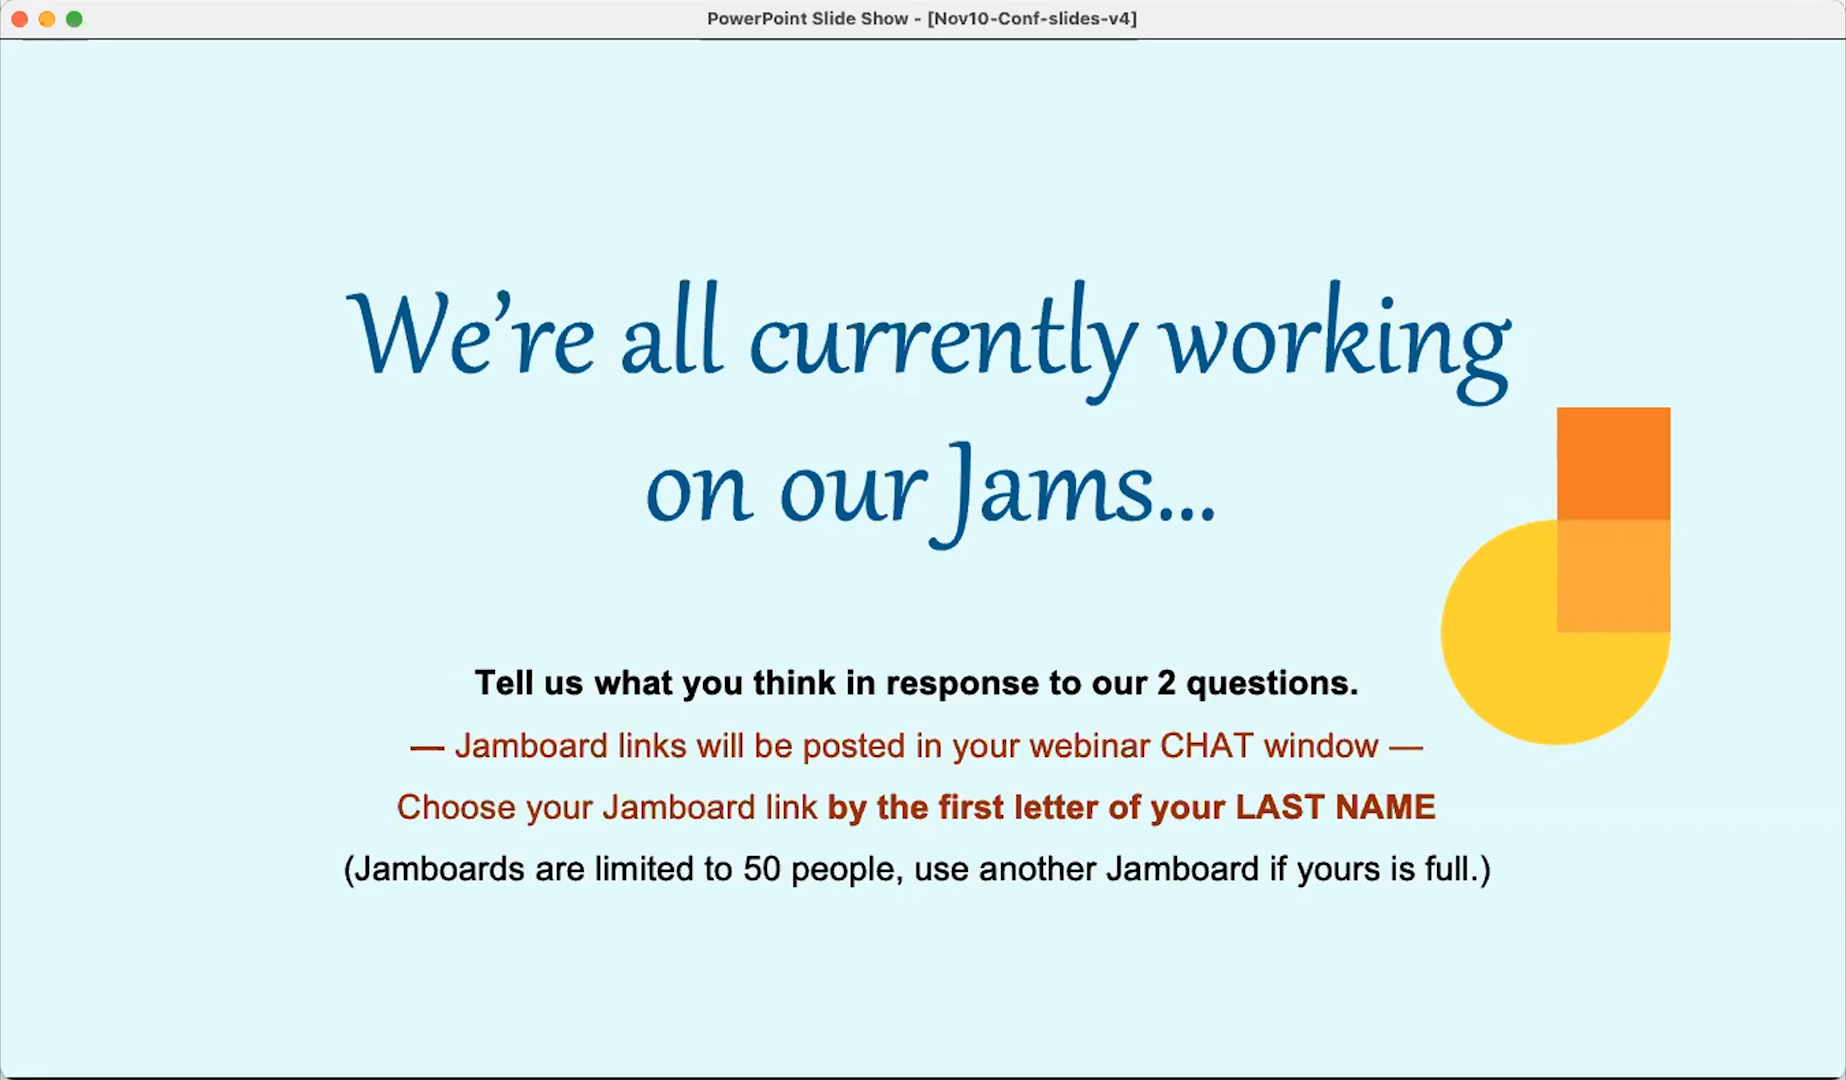 PowerPoint Slide Show - [Nov10-Conf-slides-v4]
We’re all currently working
on our Jams...
Tell us what you think in response to our 2 questions.
— Jamboard links will be posted in your webinar CHAT window —
Choose your Jamboard link by the first letter of your LAST NAME
(Jamboards are limited to 50 people, use another Jamboard if yours is full.)